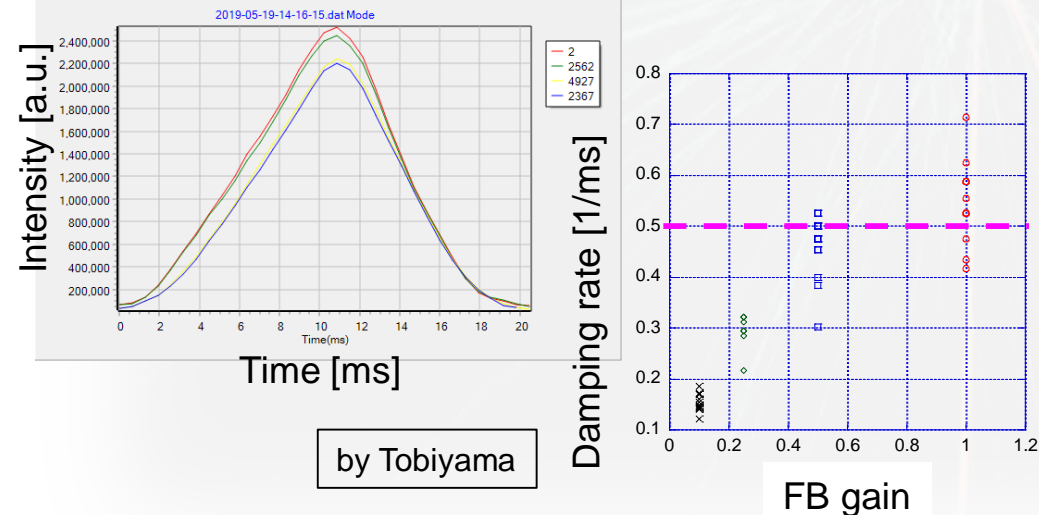 2019-05-19-14-16-15.dat Mode
Intensity [a.u.]
2,400,000
2,200,000
2,000,000
1,800,000
1,600,000
1,400,000
1,200,000
1,000,000
800,000
600,000
400,000
200,000
0 2 4 6 8 10 12 14 16 18 20
Time(ms)
Time [ms]
2
2562
4927
2367
by Tobiyama
Damping rate [1/ms]
0.8
0.7
0.6
0.5
0.4
0.3
0.2
0.1
0 0.2 0.4 0.6 0.8 1 1.2
FB gain